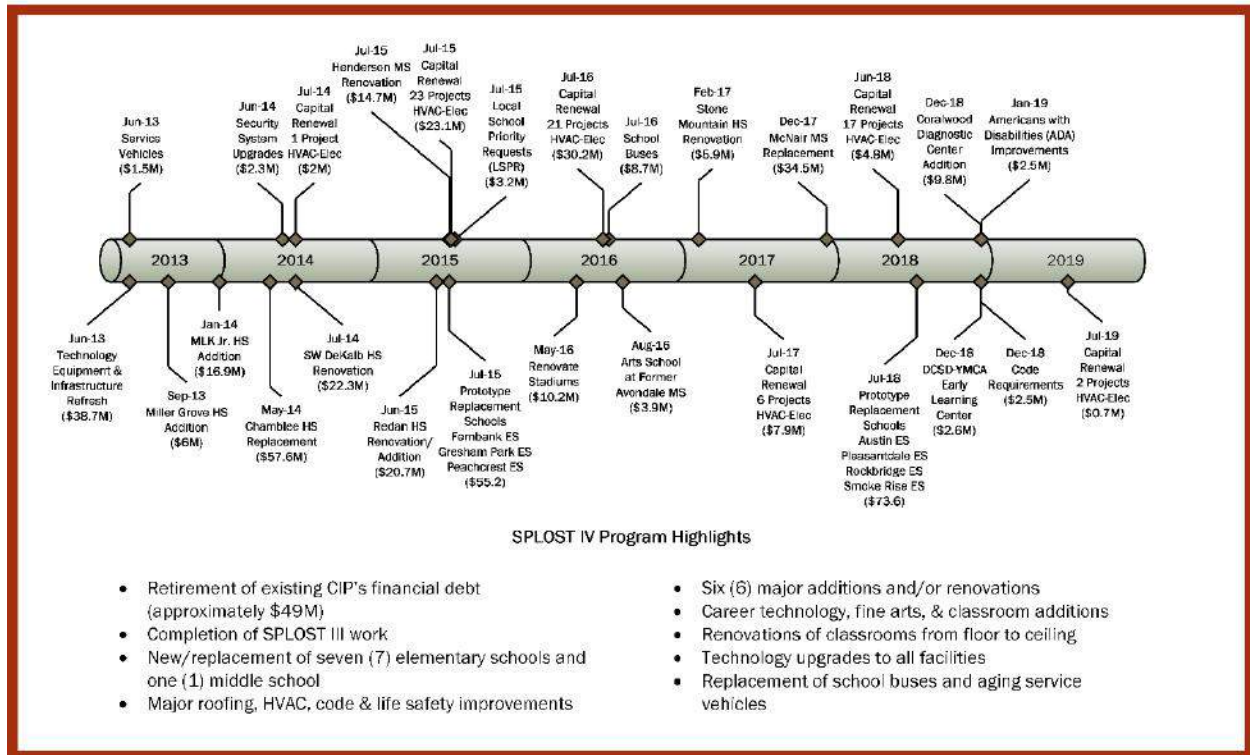 Jun-13
Service
Vehicles
($1.5M)
Jun-14
Security
System
Upgrades
($2.3M)
Jul-14
Capital
Renewal
1 Project
HVAC-Elec
($2M)
Jul-15
Henderson MS
Renovation
($14.7M)
Jul-15
Capital
Renewal
23 Projects
HVAC-Elec
($23.1M)
Jul-15
Local
School
Priority
Requests
(LSPR)
($3.2M)
Jul-16
Capital
Renewal
21 Projects
HVAC-Elec
($30.2M)
Jul-16
School
Buses
($8.7M)
Feb-17
Stone
Mountain HS
Renovation
($5.9M)
Dec-17
McNair MS
Replacement
($34.5M)
Jun-18
Capital
Renewal
17 Projects
HVAC-Elec
($4.8M)
Dec-18
Coralwood
Diagnostic
Center
Addition
($9.8M)
Jan-19
Americans with
Disabilities (ADA)
Improvements
($2.5M)
2013
2014
2015
2016
2017
2018
2019
Jun-13
Technology
Equipment &
Infrastructure
Refresh
($38.7M)
Sep-13
Miller Grove HS
Addition
($6M)
Jan-14
MLK Jr. HS
Addition
($16.9M)
May-14
Chamblee HS
Replacement
($57.6M)
Jul-14
SW DeKalb HS
Renovation
($22.3M)
Jun-15
Redan HS
Renovation/
Addition
($20.7M)
Jul-15
Prototype
Replacement
Schools
Fernbank ES
Gresham Park ES
Peachcrest ES
($55.2)
May-16
Renovate
Stadiums
($10.2M)
Aug-16
Arts School
at Former
Avondale MS
($3.9M)
Jul-17
Capital
Renewal
6 Projects
HVAC-Elec
($7.9M)
Jul-18
Prototype
Replacement
Schools
Austin ES
Pleasantdale ES
Rockbridge ES
Smoke Rise ES
($73.6)
Dec-18
DCSD-YMCA
Early
Learning
Center
($2.6M)
Dec-18
Code
Requirements
($2.5M)
Jul-19
Capital
Renewal
2 Projects
HVAC-Elec
($0.7M)
SPLOST IV Program Highlights
• Retirement of existing CIP's financial debt
(approximately $49M)
• Completion of SPLOST III work
• New/replacement of seven (7) elementary schools and
one (1) middle school
• Major roofing, HVAC, code & life safety improvements
• Six (6) major additions and/or renovations
• Career technology, fine arts, & classroom additions
• Renovations of classrooms from floor to ceiling
• Technology upgrades to all facilities
• Replacement of school buses and aging service
vehicles